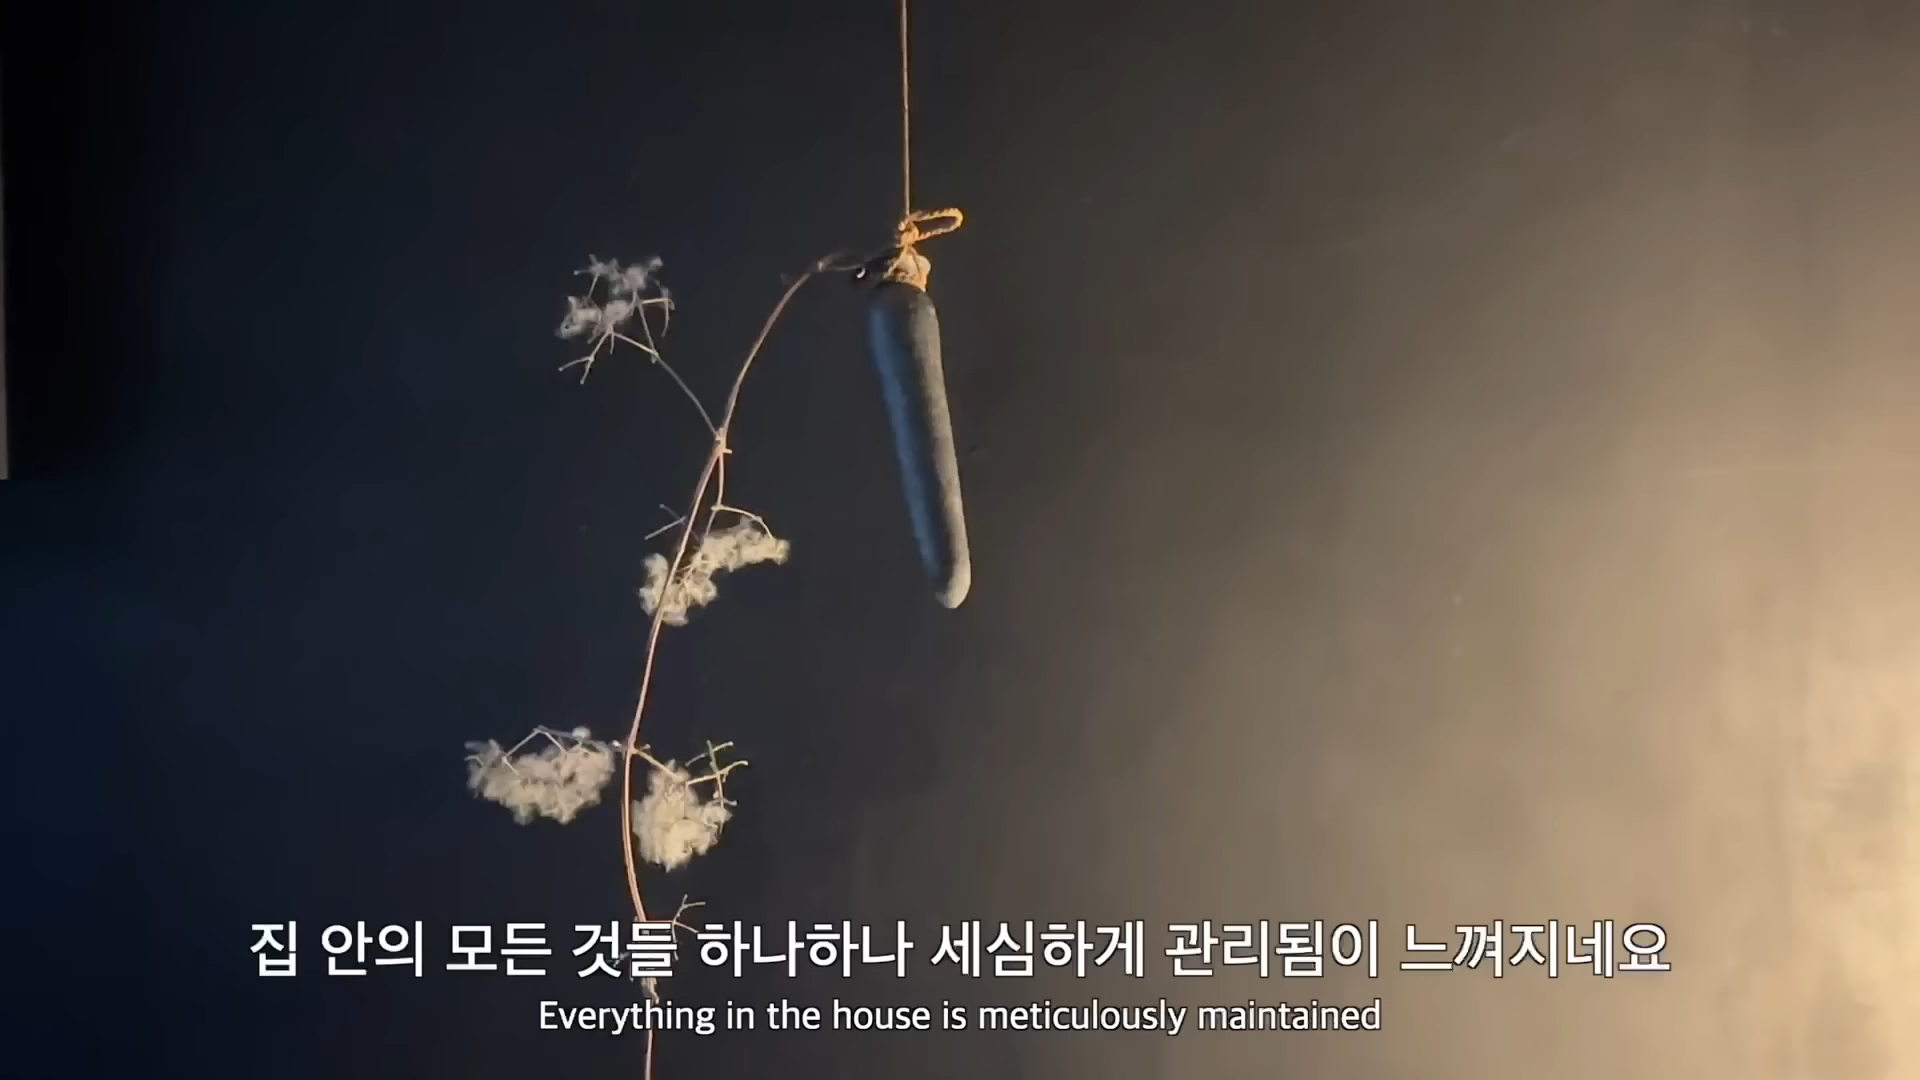 집 안의 모든 것들 하나하나 세심하게 관리됨이 느껴지네요
Everything in the house is meticulously maintained